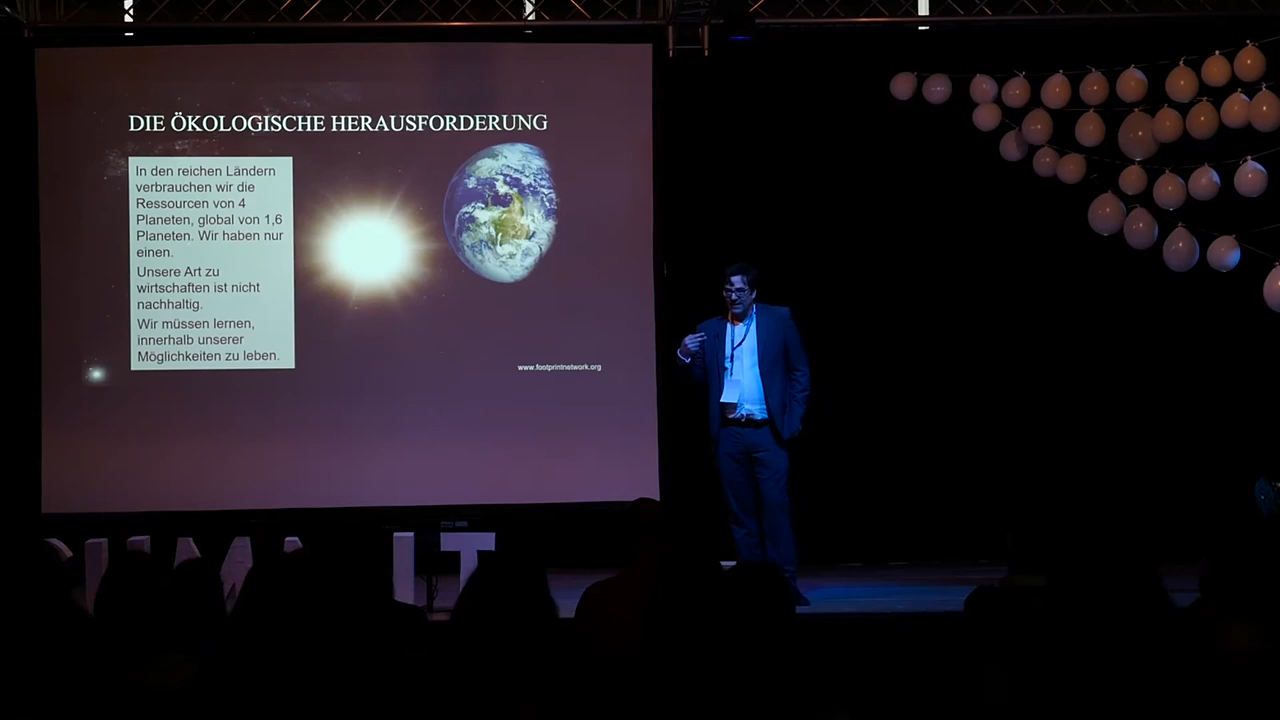 DIE ÖKOLOGISCHE HERAUSFORDERUNG
In den reichen Ländern
verbrauchen wir die
Ressourcen von 4
Planeten, global von 1,6
Planeten. Wir haben nur
einen.
Unsere Art zu
wirtschaften ist nicht
nachhaltig.
Wir müssen lernen,
innerhalb unserer
Möglichkeiten zu leben.
www.footprintnetwork.org